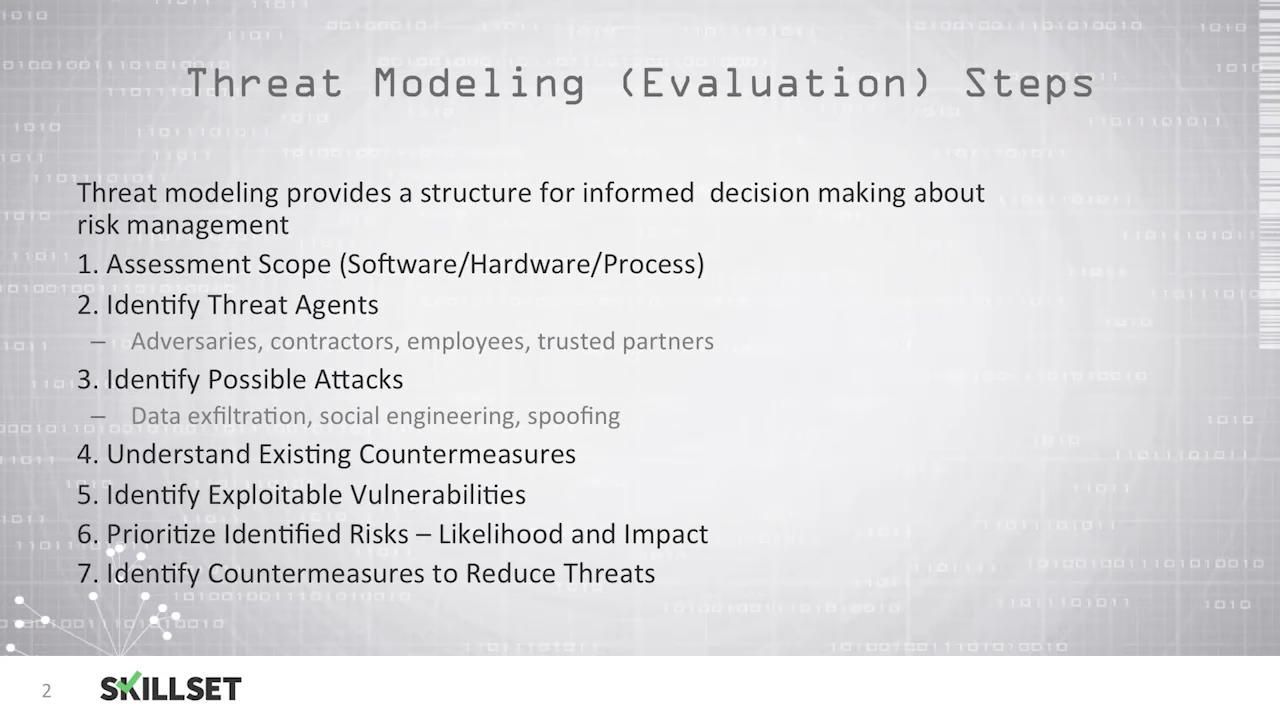 Threat Modeling (Evaluation) Steps
Threat modeling provides a structure for informed  decision making about
risk management
1. Assessment Scope (Software/Hardware/Process)
2. Identify Threat Agents
– Adversaries, contractors, employees, trusted partners
3. Identify Possible Attacks
– Data exfiltration, social engineering, spoofing
4. Understand Existing Countermeasures
5. Identify Exploitable Vulnerabilities
6. Prioritize Identified Risks – Likelihood and Impact
7. Identify Countermeasures to Reduce Threats
2
SKILLSET